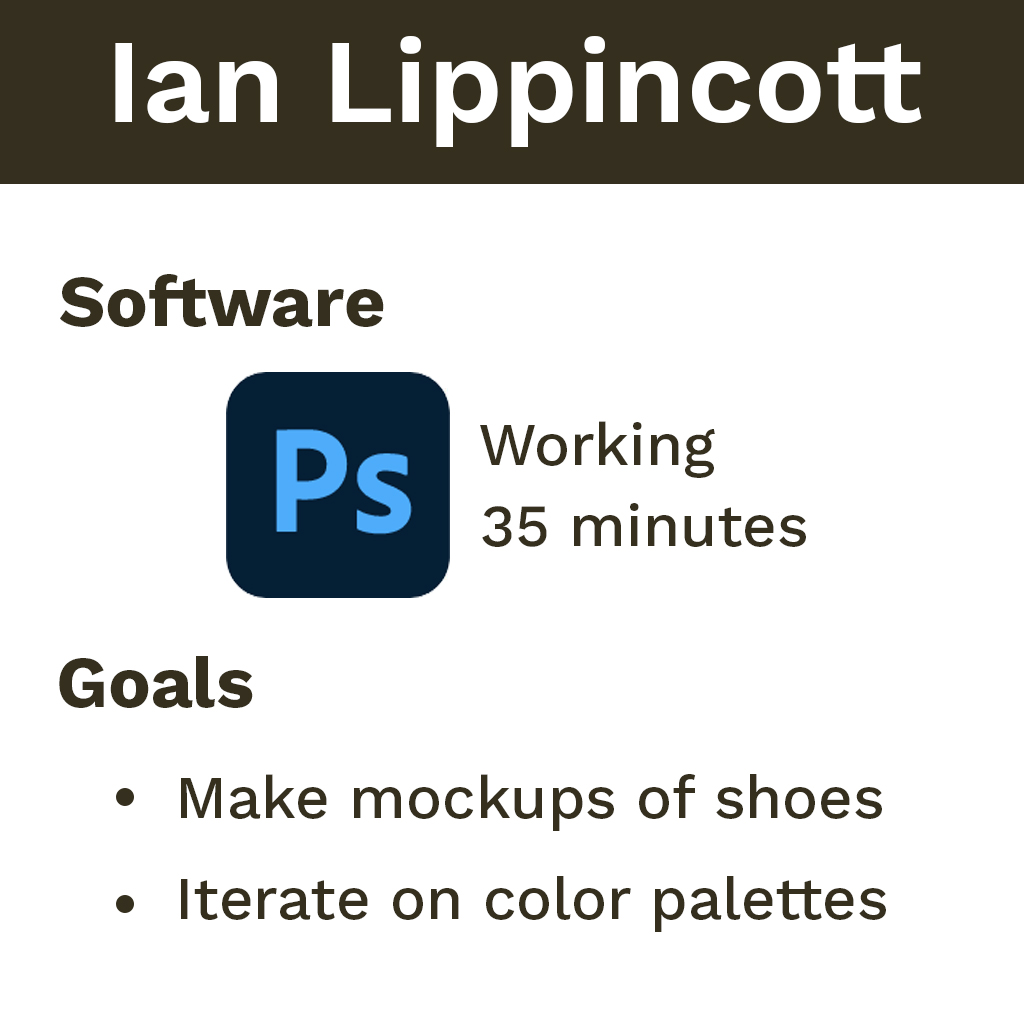 Ian Lippincott
Software
Ps
Working
35 minutes
Goals
• Make mockups of shoes
• Iterate on color palettes